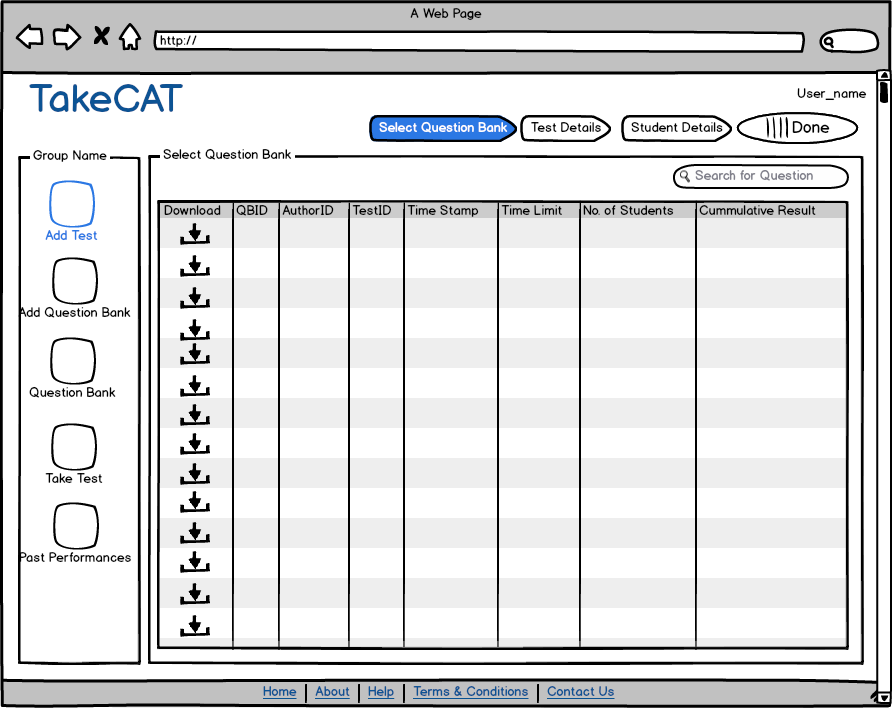 A Web Page
http://
TakeCAT
User_name
Select Question Bank Test Details Student Details Done
Group Name
Add Test
Add Question Bank
Question Bank
Take Test
Past Performances
Select Question Bank
Search for Question
Download QBID AuthorID TestID Time Stamp Time Limit No. of Students Cummulative Result
Home About Help Terms & Conditions Contact Us